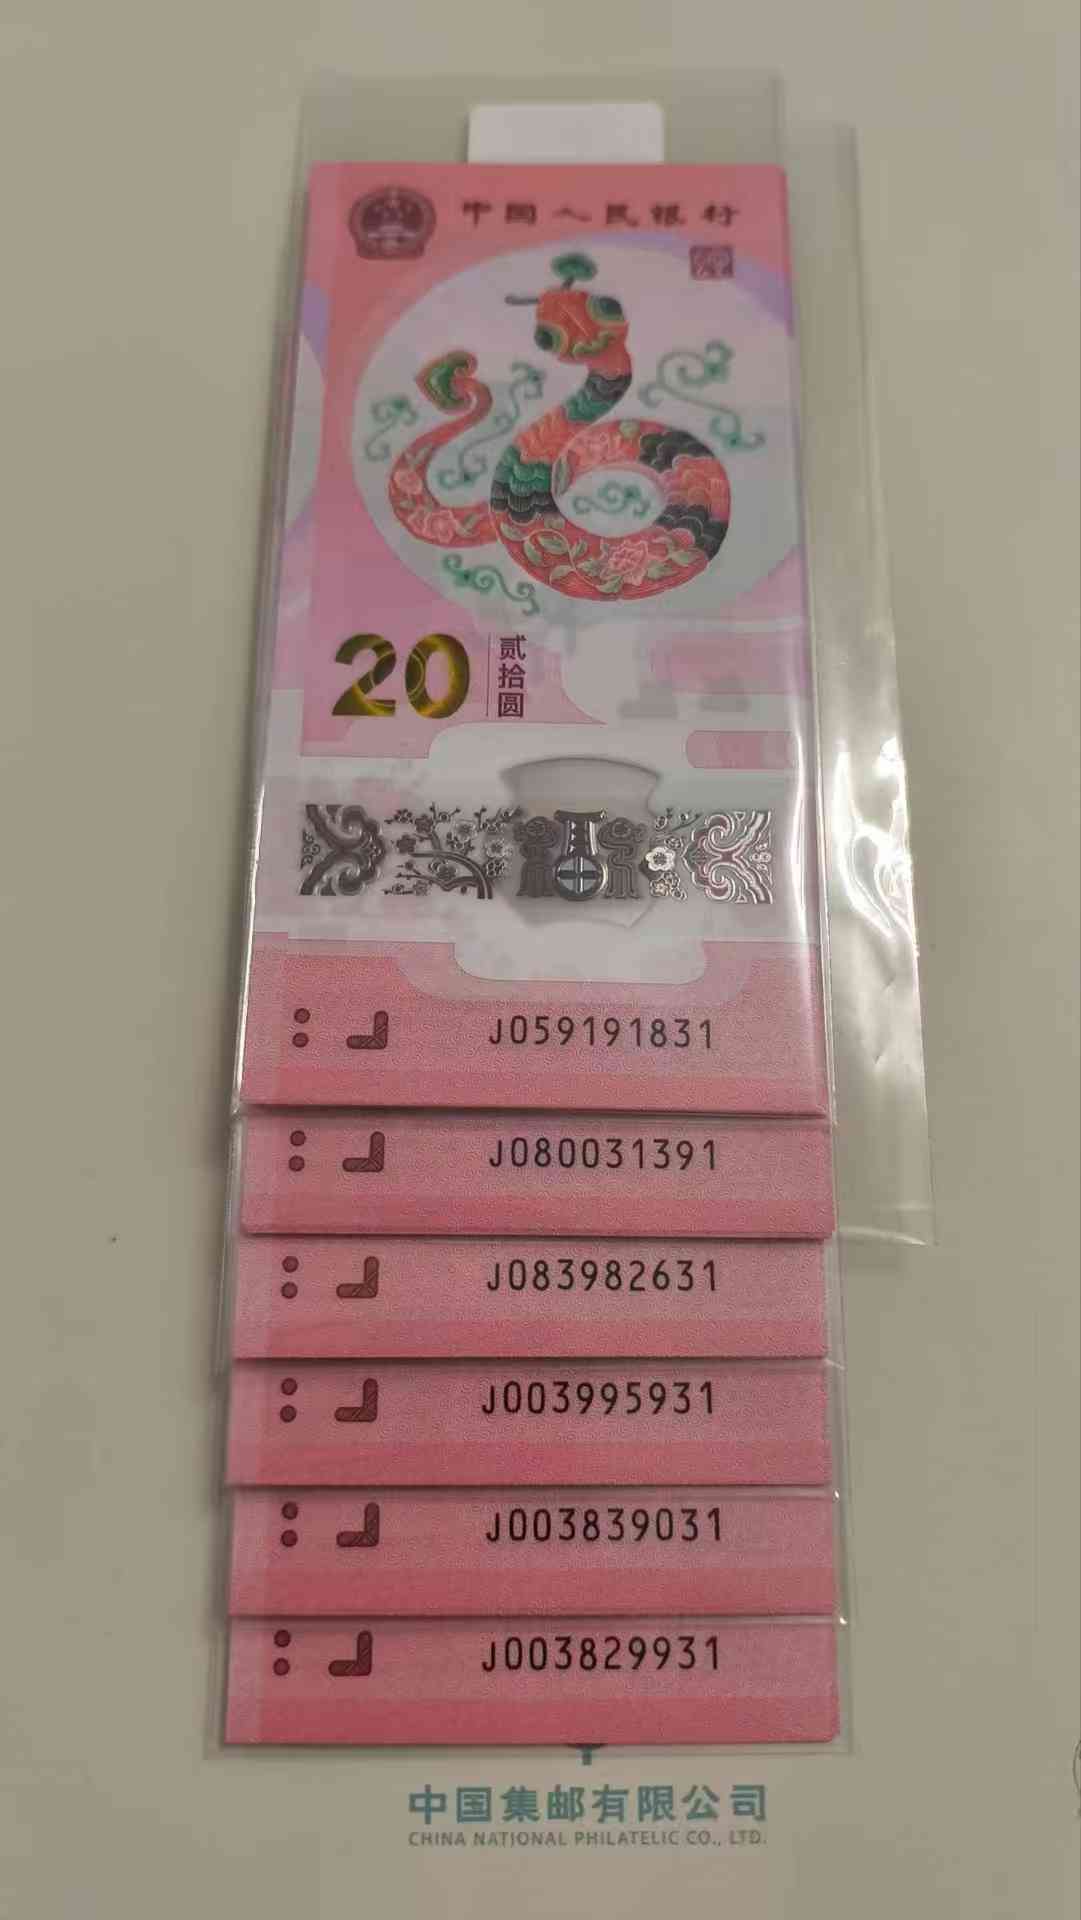 中国人民银行
20
贰拾圆
J059191831
J080031391
J083982631
J003995931
J003839031
J003829931
中国集邮有限公司
CHINA NATIONAL PHILATELIC CO., LTD.